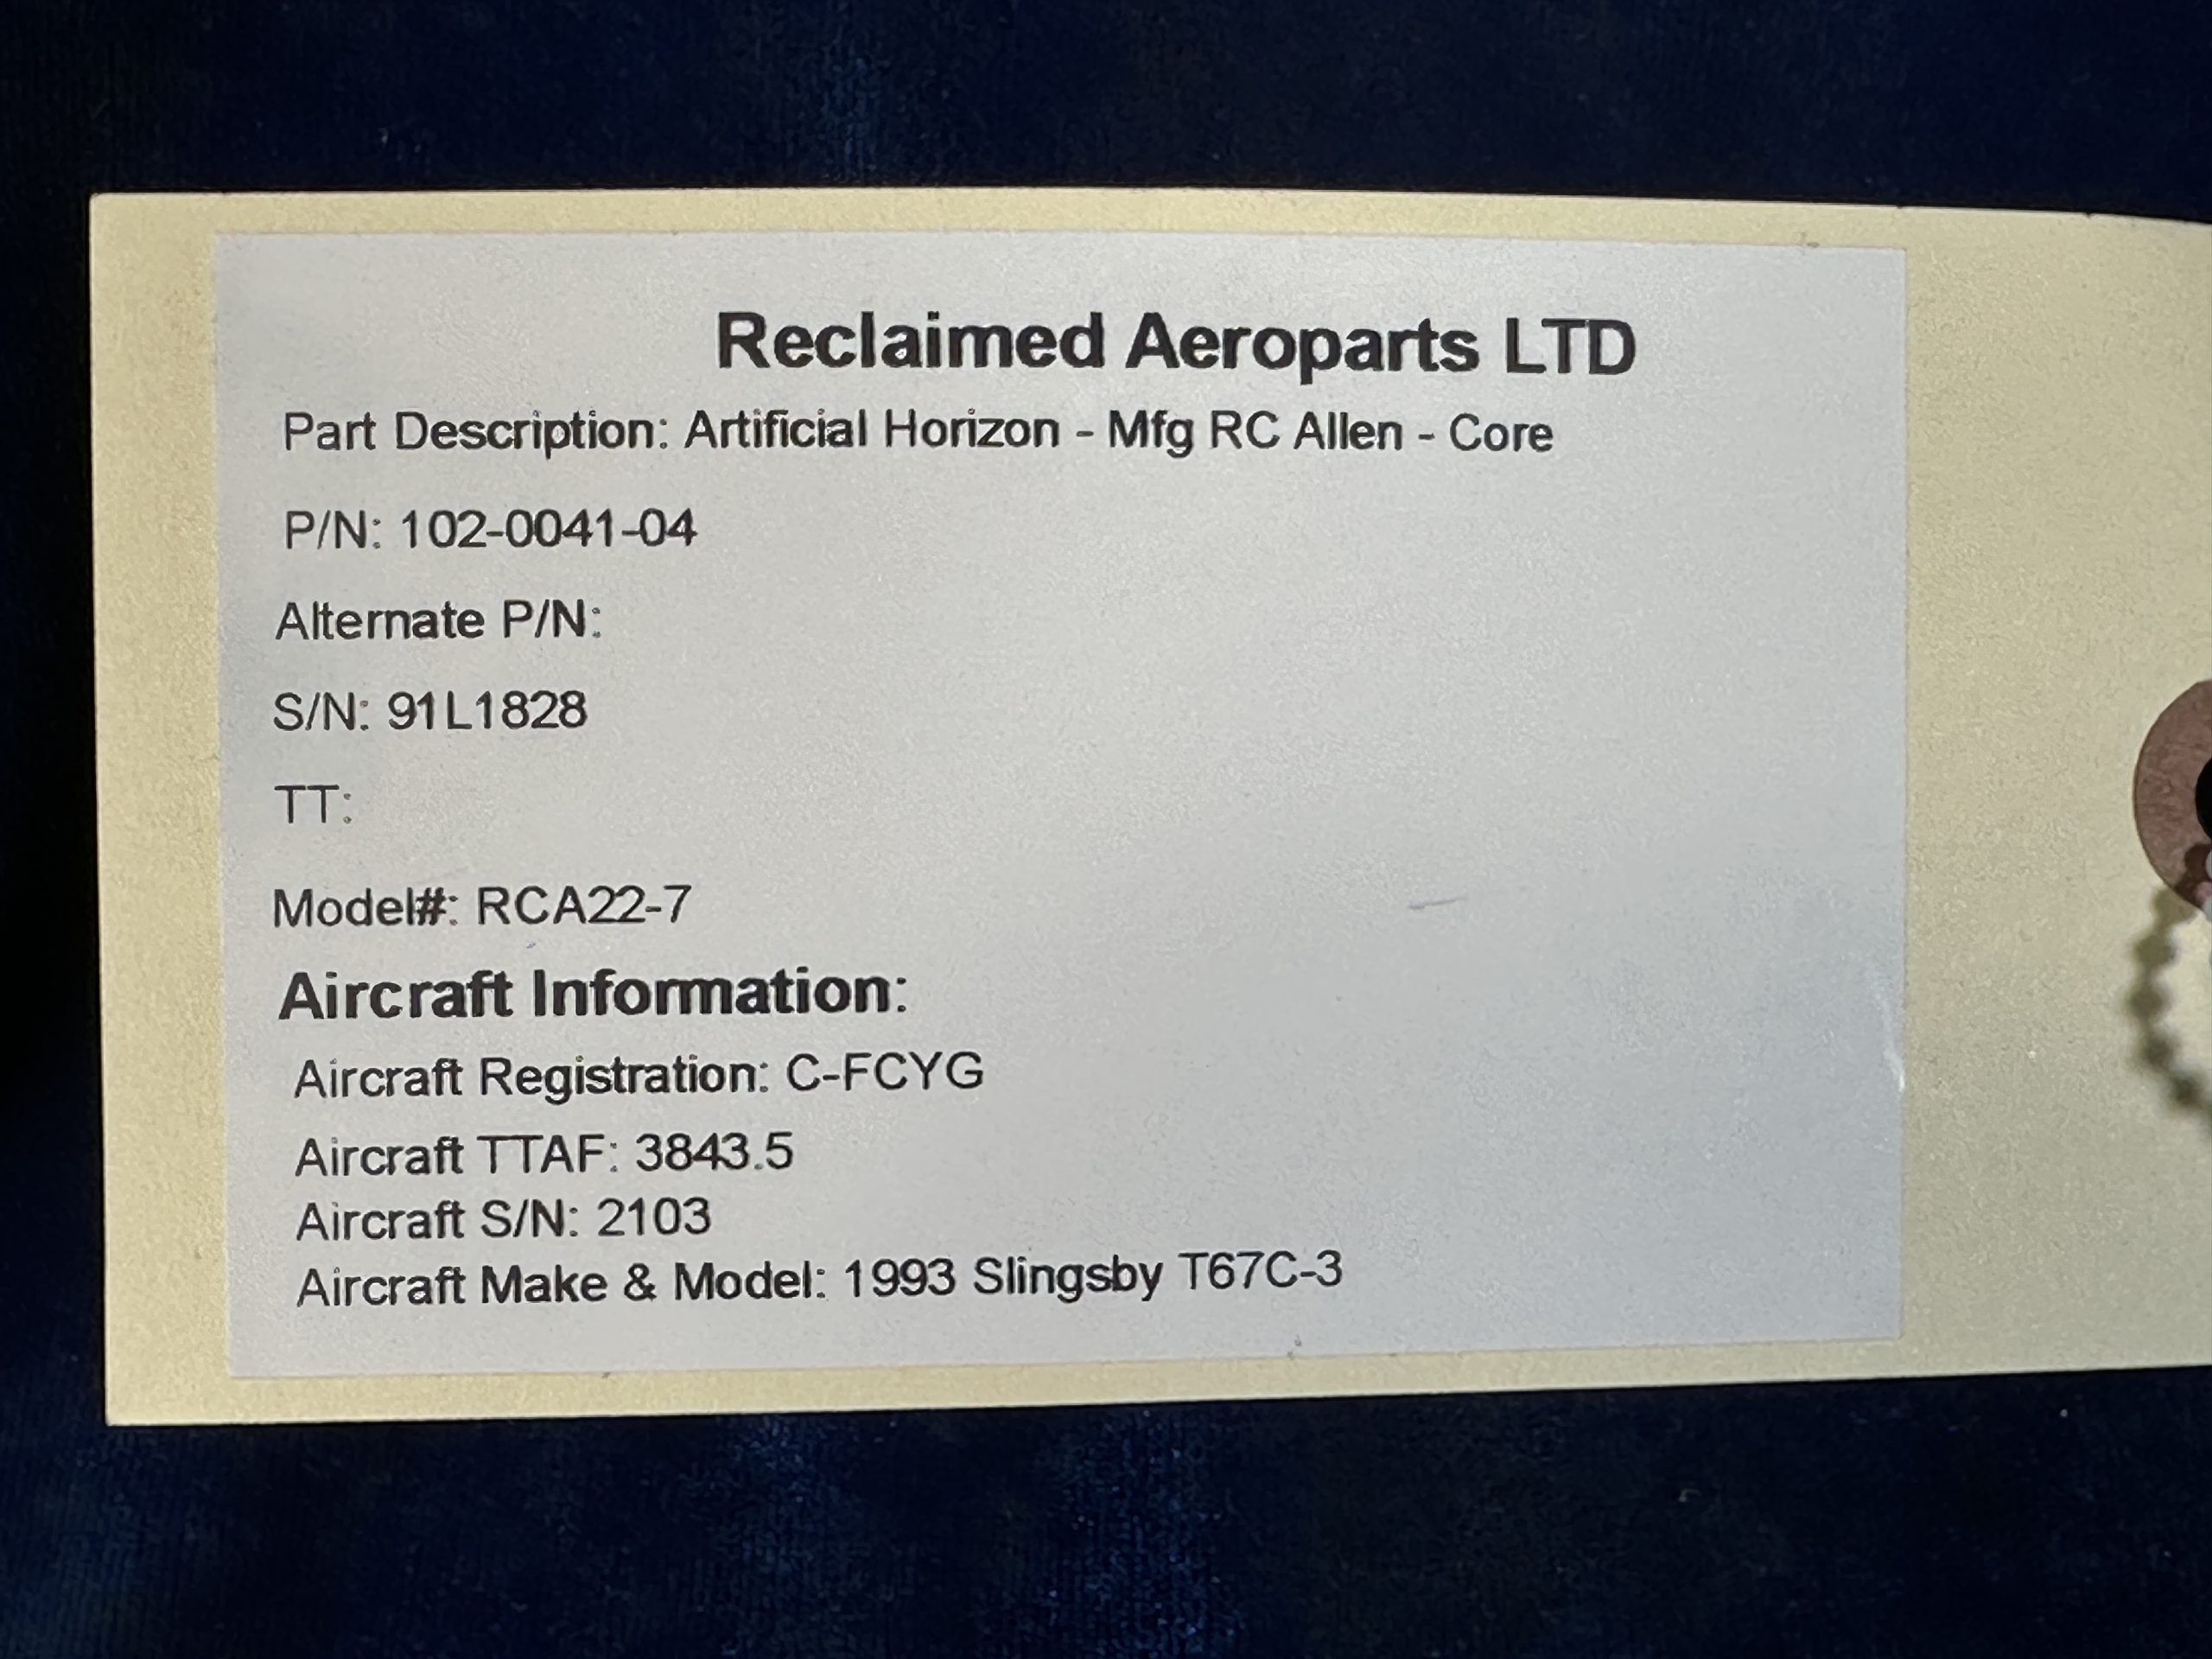 Reclaimed Aeroparts LTD
Part Description: Artificial Horizon - Mfg RC Allen - Core
P/N: 102-0041-04
Alternate P/N:
S/N: 91L1828
TT:
Model#: RCA22-7
Aircraft Information:
Aircraft Registration: C-FCYG
Aircraft TTAF: 3843.5
Aircraft S/N: 2103
Aircraft Make & Model: 1993 Slingsby T67C-3